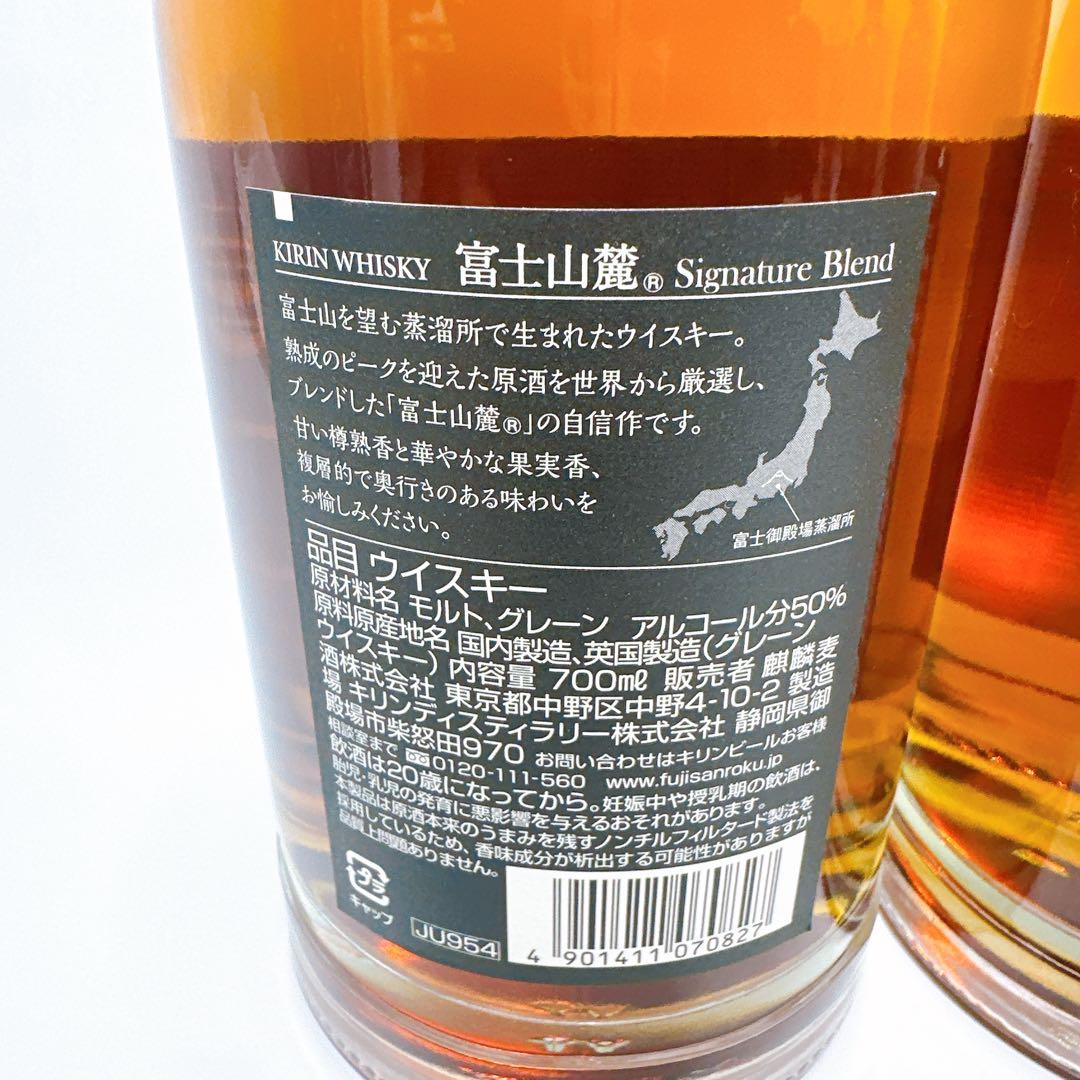 KIRIN WHISKY 富士山麓® Signature Blend
富士山を望む蒸溜所で生まれたウイスキー。
熟成のピークを迎えた原酒を世界から厳選し、
ブレンドした「富士山麓®」の自信作です。
甘い樽熟香と華やかな果実香、
複層的で奥行きのある味わいを
お愉しみください。
富士御殿場蒸溜所
品目 ウイスキー
原材料名 モルト、グレーン アルコール分50%
原料原産地名 国内製造、英国製造(グレーン
ウイスキー) 内容量 700mℓ 販売者 麒麟麦
酒株式会社 東京都中野区中野4-10-2 製造
場 キリンディスティラリー株式会社 静岡県御
殿場市柴怒田970 お問い合わせはキリンビールお客様
相談室まで 0120-111-560 www.fujisanroku.jp
飲酒は20歳になってから。妊娠中や授乳期の飲酒は、
胎児・乳児の発育に悪影響を与えるおそれがあります。
本製品は原酒本来のうまみを残すノンチルフィルタード製法を
採用しているため、香味成分が析出する可能性がありますが
品質上問題ありません。
キャップ
JU954
4 901411 070827